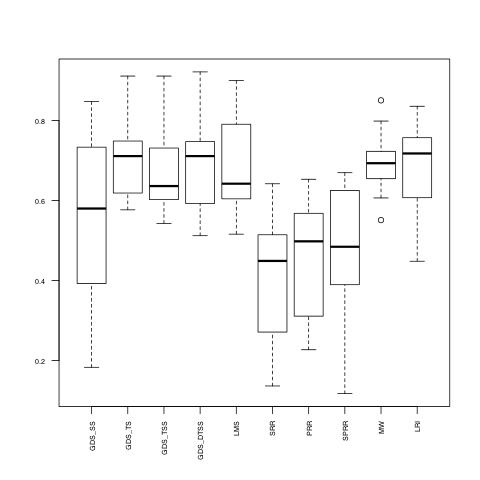 0.8
0.6
0.4
0.2
GDS_SS
GDS_TS
GDS_TSS
GDS_DTSS
LMS
SRR
PRR
SPRR
MW
LRI